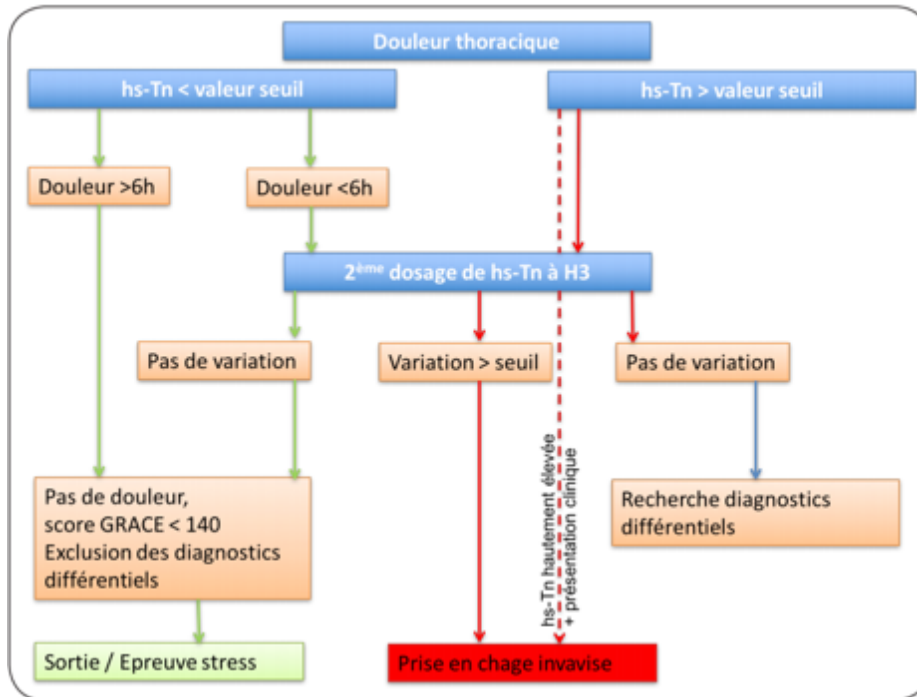 Douleur thoracique
hs-Tn < valeur seuil
hs-Tn > valeur seuil
Douleur >6h
Douleur <6h
2ème dosage de hs-Tn à H3
Pas de variation
Variation > seuil
Pas de variation
hs-Tn hautement élevée
+ présentation clinique
Pas de douleur,
score GRACE < 140
Exclusion des diagnostics
différentiels
Recherche diagnostics
différentiels
Sortie / Epreuve stress
Prise en chage invavise